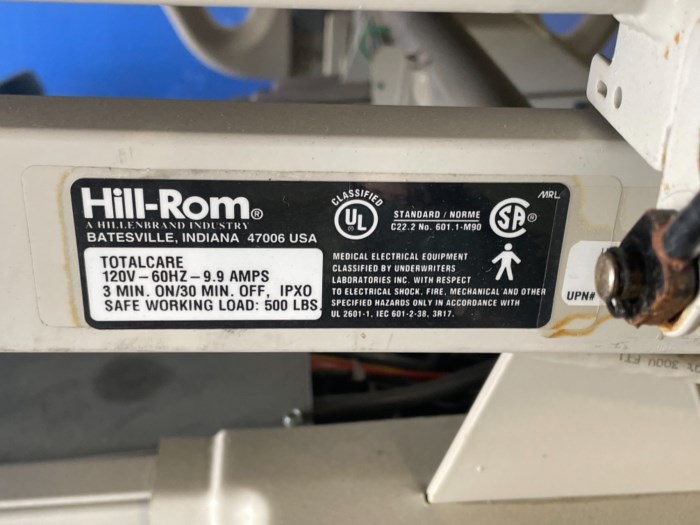 Hill-Rom®
A HILLENBRAND INDUSTRY
BATESVILLE, INDIANA 47006 USA
TOTALCARE
120V – 60HZ – 9.9 AMPS
3 MIN. ON/30 MIN. OFF, IPXO
SAFE WORKING LOAD: 500 LBS.
CLASSIFIED
UL
STANDARD / NORME
C22.2 No. 601.1-M90
SA®
MRL
MEDICAL ELECTRICAL EQUIPMENT
CLASSIFIED BY UNDERWRITERS
LABORATORIES INC. WITH RESPECT
TO ELECTRICAL SHOCK, FIRE, MECHANICAL AND OTHER
SPECIFIED HAZARDS ONLY IN ACCORDANCE WITH
UL 2601-1, IEC 601-2-38, 3R17.
UPN#
300V FT1